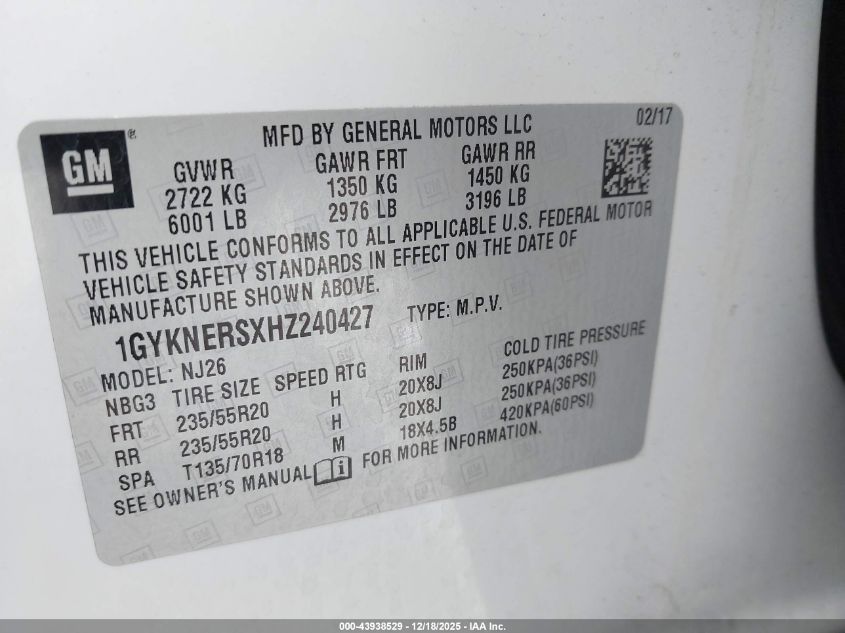 GM ®
MFD BY GENERAL MOTORS LLC
02/17
GVWR GAWR FRT GAWR RR
2722 KG 1350 KG 1450 KG
6001 LB 2976 LB 3196 LB
THIS VEHICLE CONFORMS TO ALL APPLICABLE U.S. FEDERAL MOTOR
VEHICLE SAFETY STANDARDS IN EFFECT ON THE DATE OF
MANUFACTURE SHOWN ABOVE.
1GYKNERSXHZ240427 TYPE: M.P.V.
MODEL: NJ26
NBG3 TIRE SIZE SPEED RTG RIM COLD TIRE PRESSURE
FRT 235/55R20 H 20X8J 250KPA(36PSI)
RR 235/55R20 H 20X8J 250KPA(36PSI)
SPA T135/70R18 M 18X4.5B 420KPA(60PSI)
SEE OWNER'S MANUAL i FOR MORE INFORMATION.
000-43938529 - 12/18/2025 - IAA Inc.